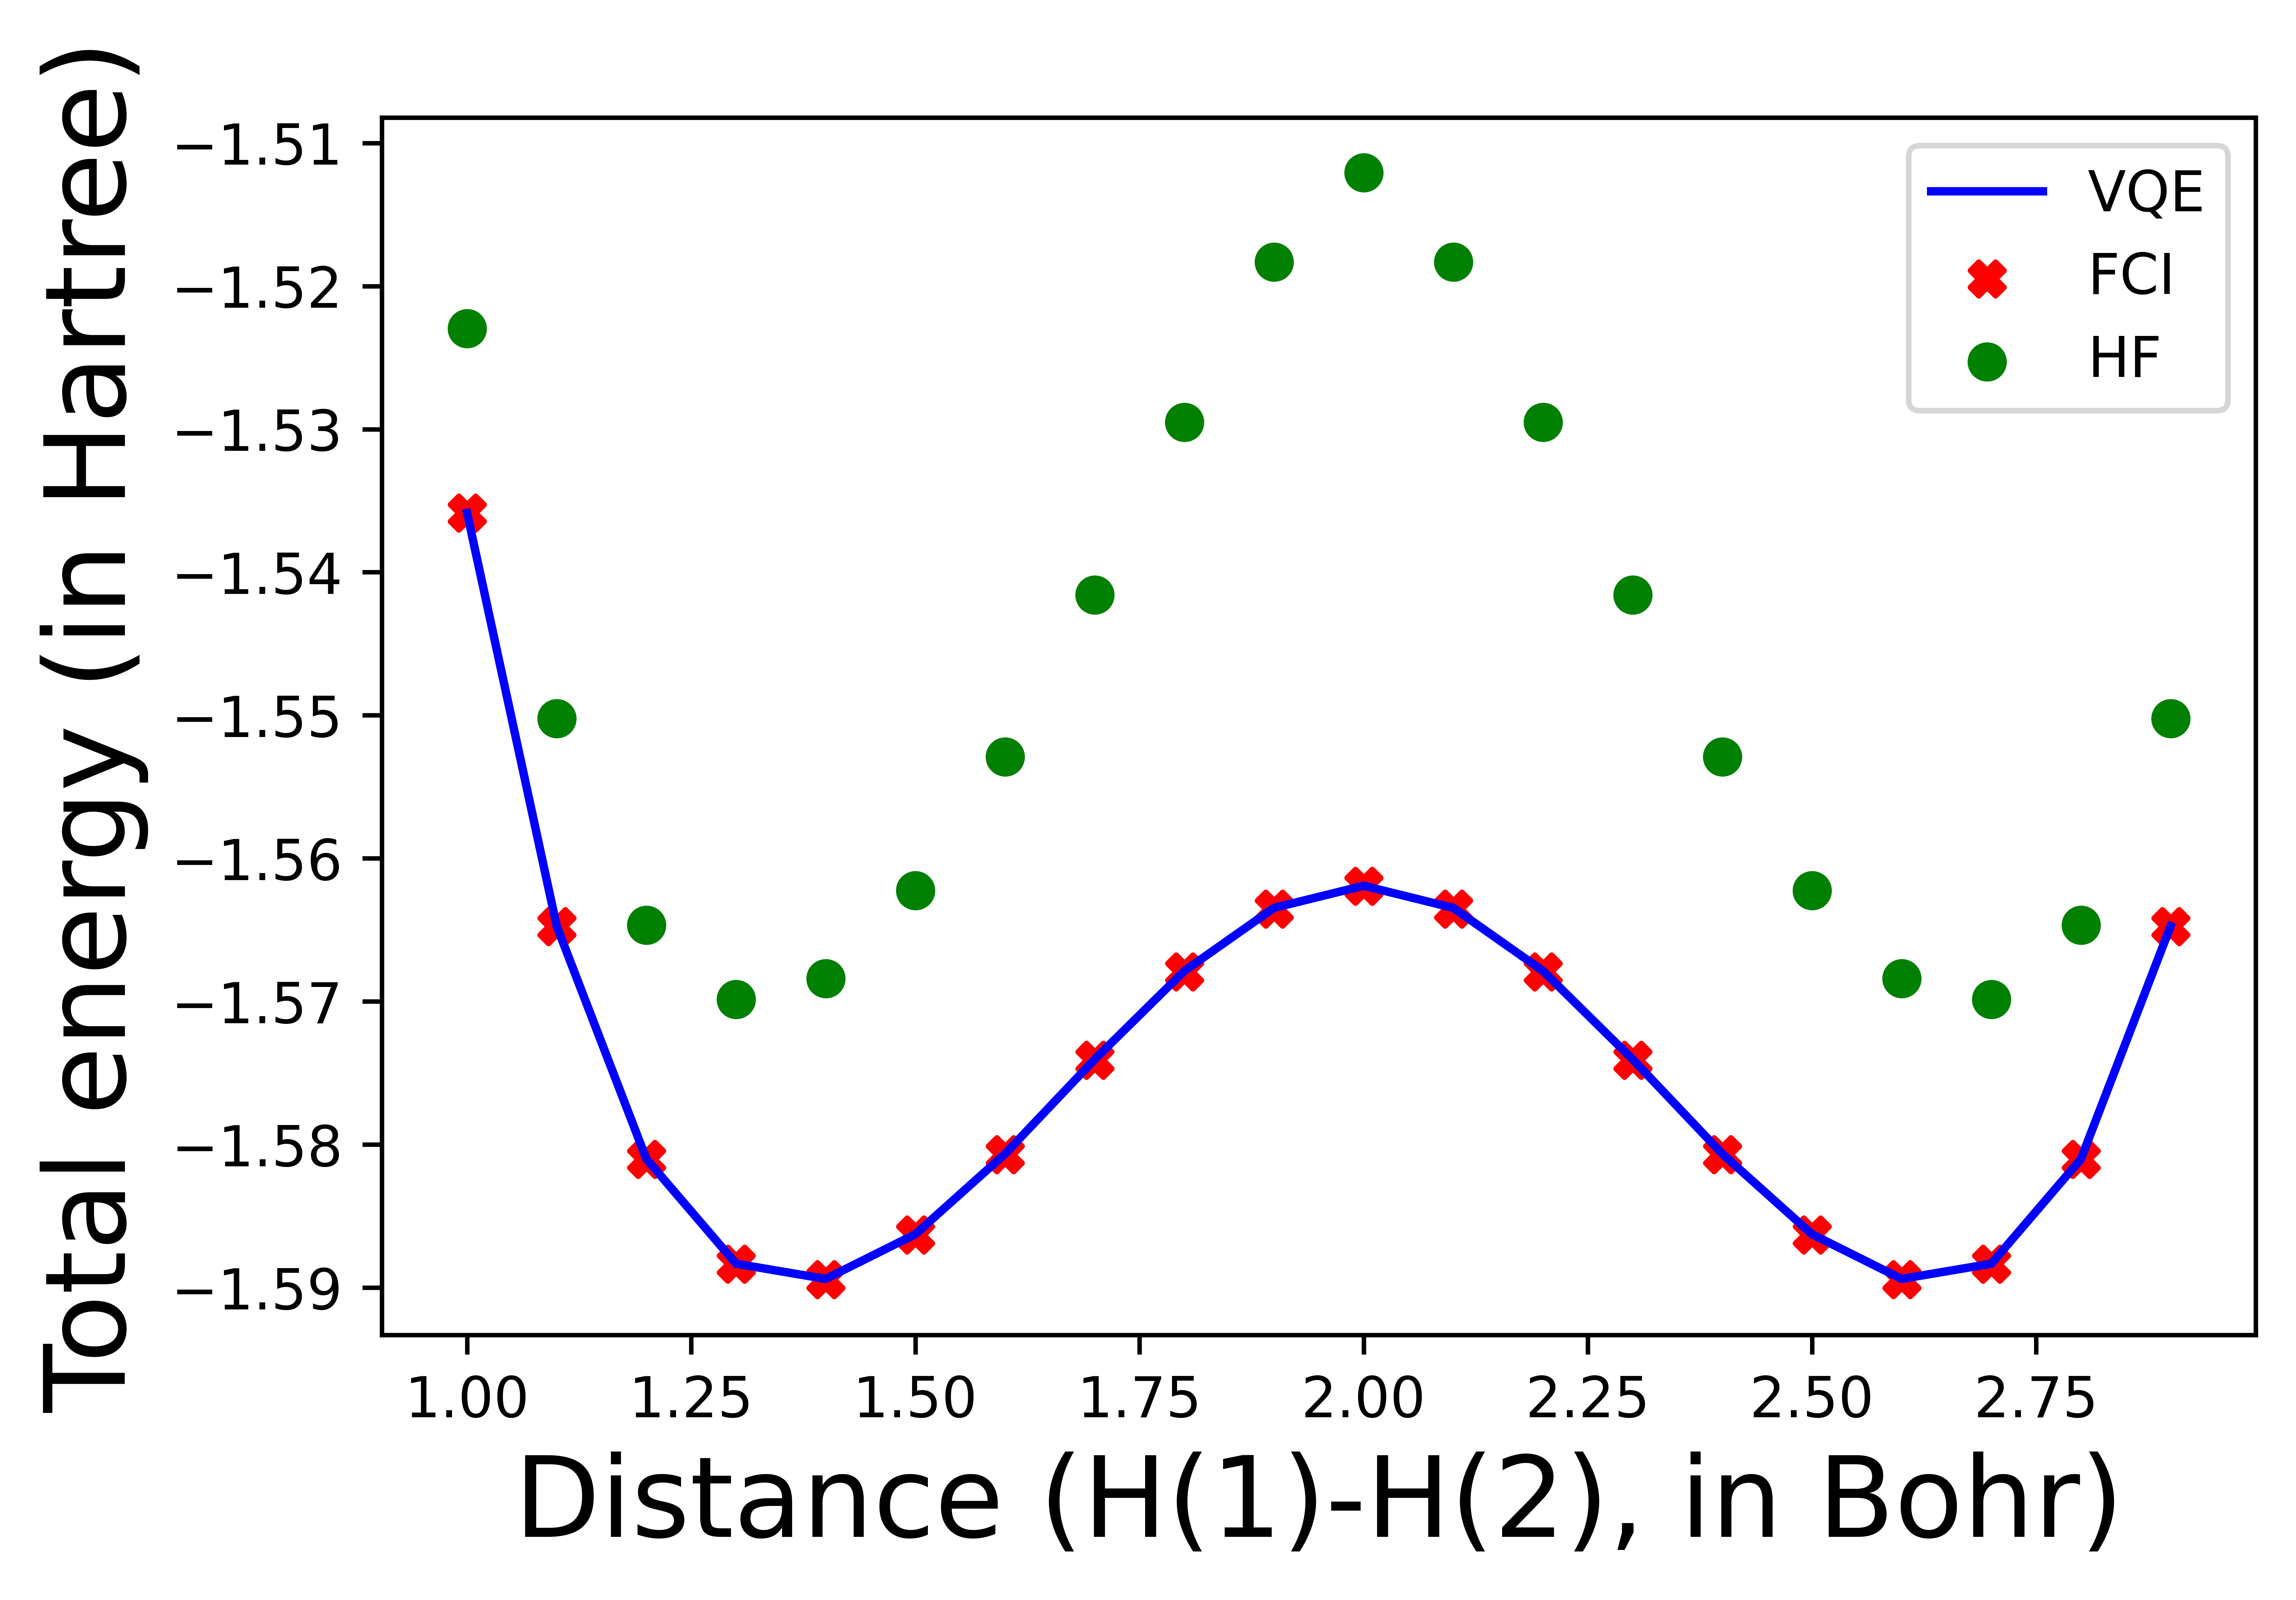 Total energy (in Hartree)
−1.51
−1.52
−1.53
−1.54
−1.55
−1.56
−1.57
−1.58
−1.59
VQE
FCI
HF
1.00 1.25 1.50 1.75 2.00 2.25 2.50 2.75
Distance (H(1)-H(2), in Bohr)